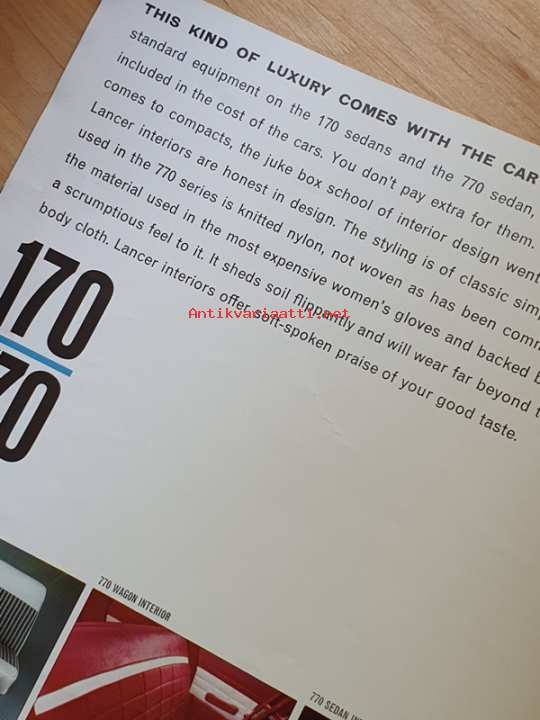 THIS KIND OF LUXURY COMES WITH THE CAR
standard equipment on the 170 sedans and the 770 sedan,
included in the cost of the cars. You don't pay extra for them.
comes to compacts, the juke box school of interior design went
Lancer interiors are honest in design. The styling is of classic
used in the 770 series is knitted nylon, not woven as has been
the material used in the most expensive women's gloves and backed
a scrumptious feel to it. It sheds soil flippantly and will wear far beyond
body cloth. Lancer interiors offer soft-spoken praise of your good taste.
170
70
Antikvariaatti.net
770 WAGON INTERIOR
770 SEDAN